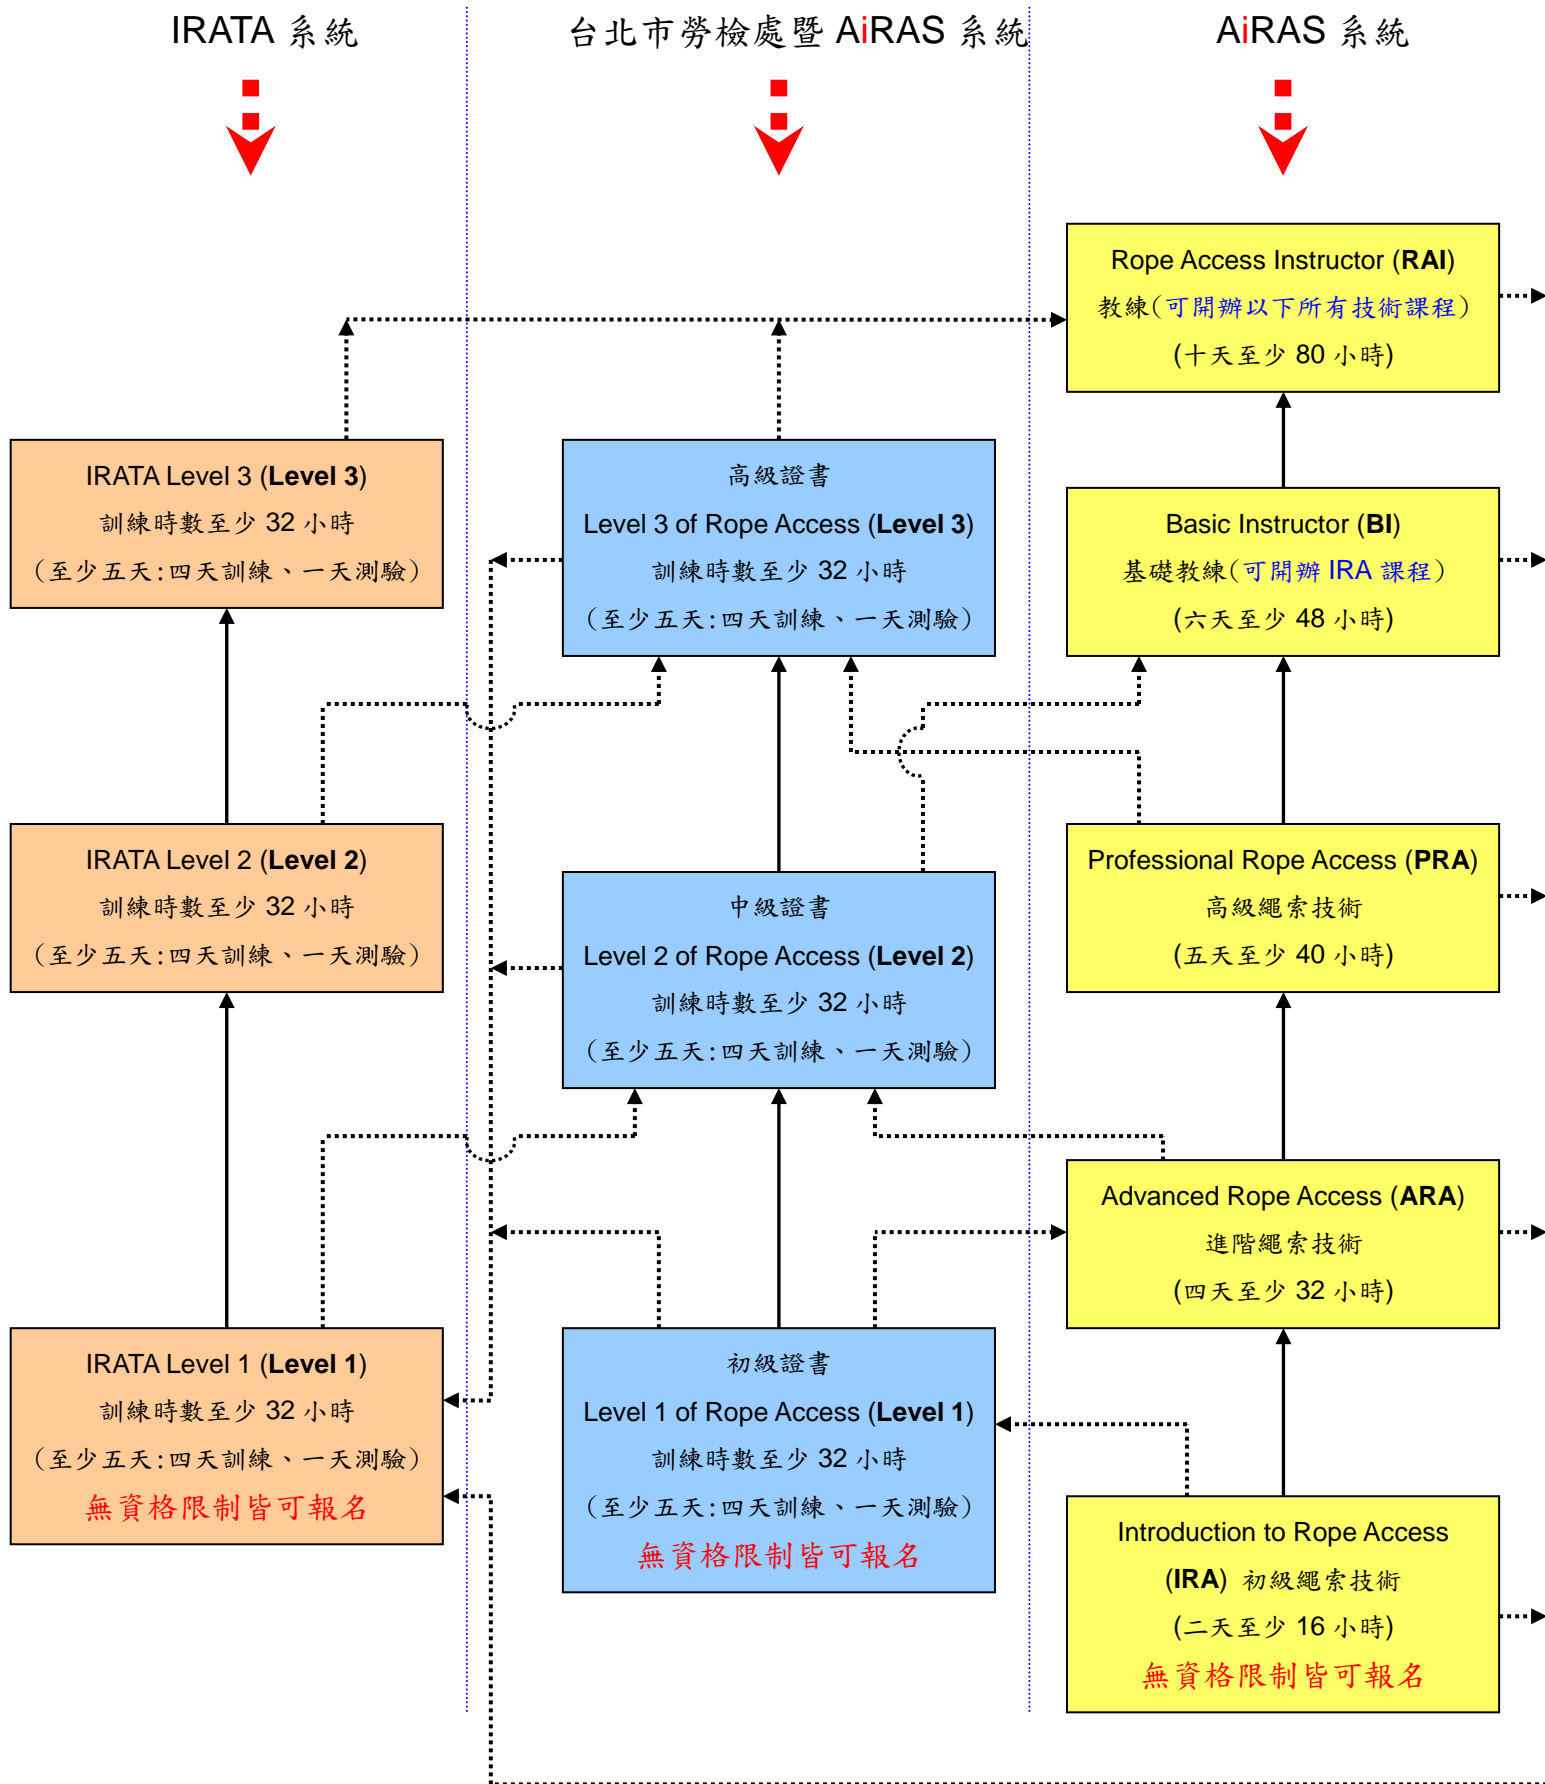 IRATA 系統
台北市勞檢處暨 AiRAS 系統
AiRAS 系統
Rope Access Instructor (RAI)
教練(可開辦以下所有技術課程)
(十天至少 80 小時)
IRATA Level 3 (Level 3)
訓練時數至少 32 小時
(至少五天:四天訓練、一天測驗)
高級證書
Level 3 of Rope Access (Level 3)
訓練時數至少 32 小時
(至少五天:四天訓練、一天測驗)
Basic Instructor (BI)
基礎教練(可開辦 IRA 課程)
(六天至少 48 小時)
IRATA Level 2 (Level 2)
訓練時數至少 32 小時
(至少五天:四天訓練、一天測驗)
中級證書
Level 2 of Rope Access (Level 2)
訓練時數至少 32 小時
(至少五天:四天訓練、一天測驗)
Professional Rope Access (PRA)
高級繩索技術
(五天至少 40 小時)
Advanced Rope Access (ARA)
進階繩索技術
(四天至少 32 小時)
IRATA Level 1 (Level 1)
訓練時數至少 32 小時
(至少五天:四天訓練、一天測驗)
無資格限制皆可報名
初級證書
Level 1 of Rope Access (Level 1)
訓練時數至少 32 小時
(至少五天:四天訓練、一天測驗)
無資格限制皆可報名
Introduction to Rope Access
(IRA) 初級繩索技術
(二天至少 16 小時)
無資格限制皆可報名